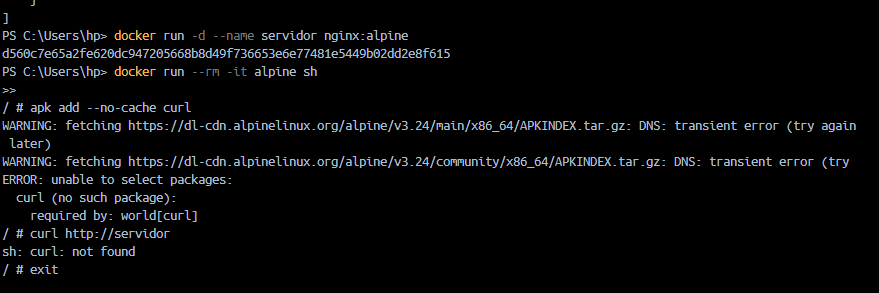 ]
PS C:\Users\hp> docker run -d --name servidor nginx:alpine
d560c7e65a2fe620dc947205668b8d49f736653e6e77481e5449b02dd2e8f615
PS C:\Users\hp> docker run --rm -it alpine sh
>>
/ # apk add --no-cache curl
WARNING: fetching https://dl-cdn.alpinelinux.org/alpine/v3.24/main/x86_64/APKINDEX.tar.gz: DNS: transient error (try again
later)
WARNING: fetching https://dl-cdn.alpinelinux.org/alpine/v3.24/community/x86_64/APKINDEX.tar.gz: DNS: transient error (try
ERROR: unable to select packages:
curl (no such package):
required by: world[curl]
/ # curl http://servidor
sh: curl: not found
/ # exit